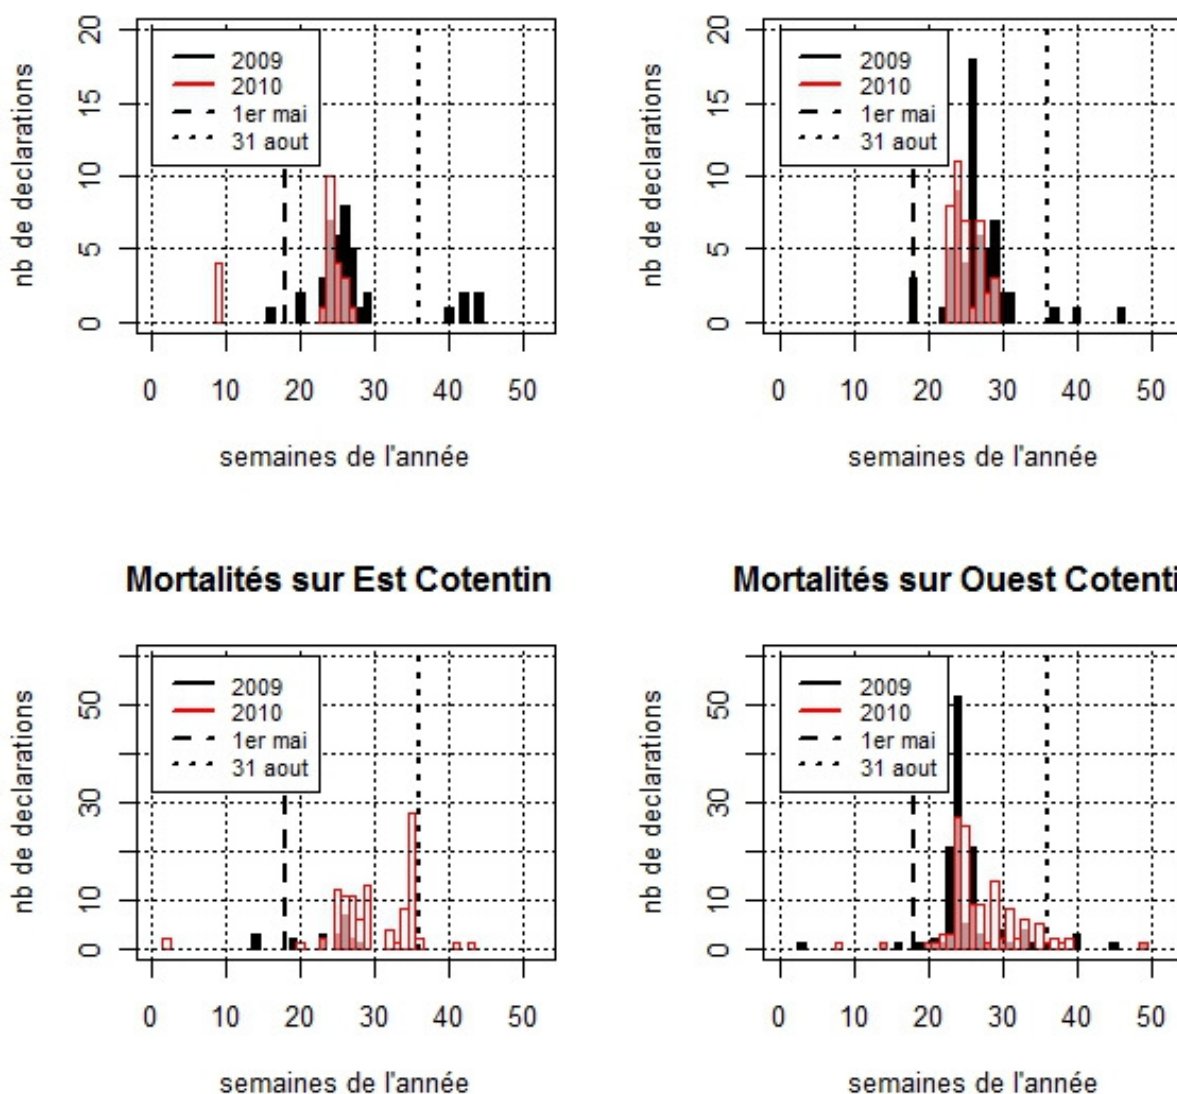 20
15
10
5
0
nb de declarations
2009
2010
1er mai
31 aout
0 10 20 30 40 50
semaines de l'année
20
15
10
5
0
nb de declarations
2009
2010
1er mai
31 aout
0 10 20 30 40 50
semaines de l'année
Mortalités sur Est Cotentin
50
30
10
0
nb de declarations
2009
2010
1er mai
31 aout
0 10 20 30 40 50
semaines de l'année
Mortalités sur Ouest Cotenti
50
30
10
0
nb de declarations
2009
2010
1er mai
31 aout
0 10 20 30 40 50
semaines de l'année